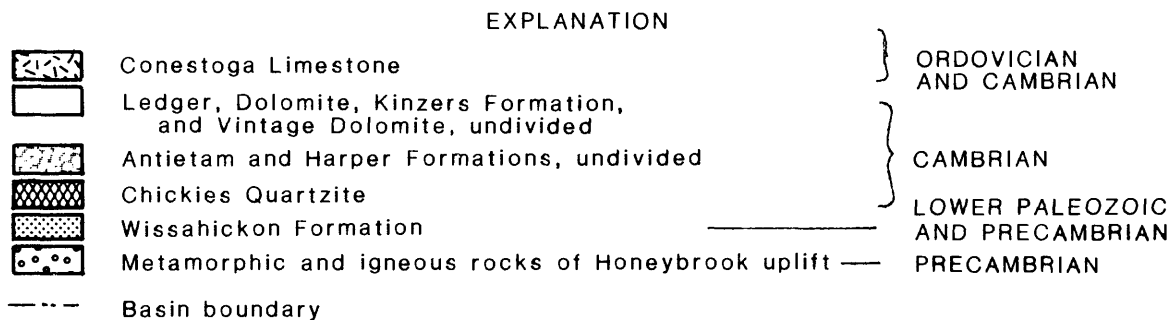 EXPLANATION
Conestoga Limestone
ORDOVICIAN
AND CAMBRIAN
Ledger, Dolomite, Kinzers Formation,
and Vintage Dolomite, undivided
Antietam and Harper Formations, undivided
CAMBRIAN
Chickies Quartzite
LOWER PALEOZOIC
AND PRECAMBRIAN
Wissahickon Formation
Metamorphic and igneous rocks of Honeybrook uplift
PRECAMBRIAN
Basin boundary